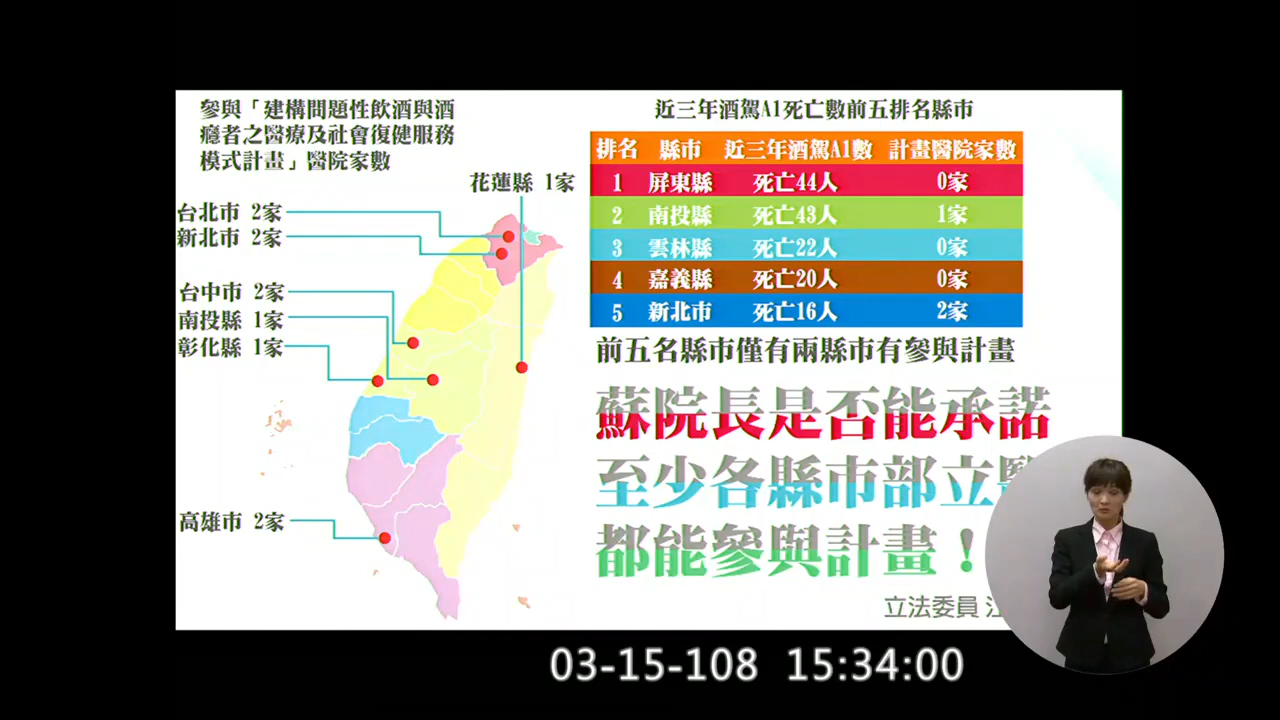 參與「建構問題性飲酒與酒
癮者之醫療及社會復健服務
模式計畫」醫院家數
花蓮縣 1家
台北市 2家
新北市 2家
台中市 2家
南投縣 1家
彰化縣 1家
高雄市 2家
近三年酒駕A1死亡數前五排名縣市
排名 縣市 近三年酒駕A1數 計畫醫院家數
1 屏東縣 死亡44人 0家
2 南投縣 死亡43人 1家
3 雲林縣 死亡22人 0家
4 嘉義縣 死亡20人 0家
5 新北市 死亡16人 2家
前五名縣市僅有兩縣市有參與計畫
蘇院長是否能承諾
至少各縣市部立
都能參與計畫！
立法委員
03-15-108 15:34:00